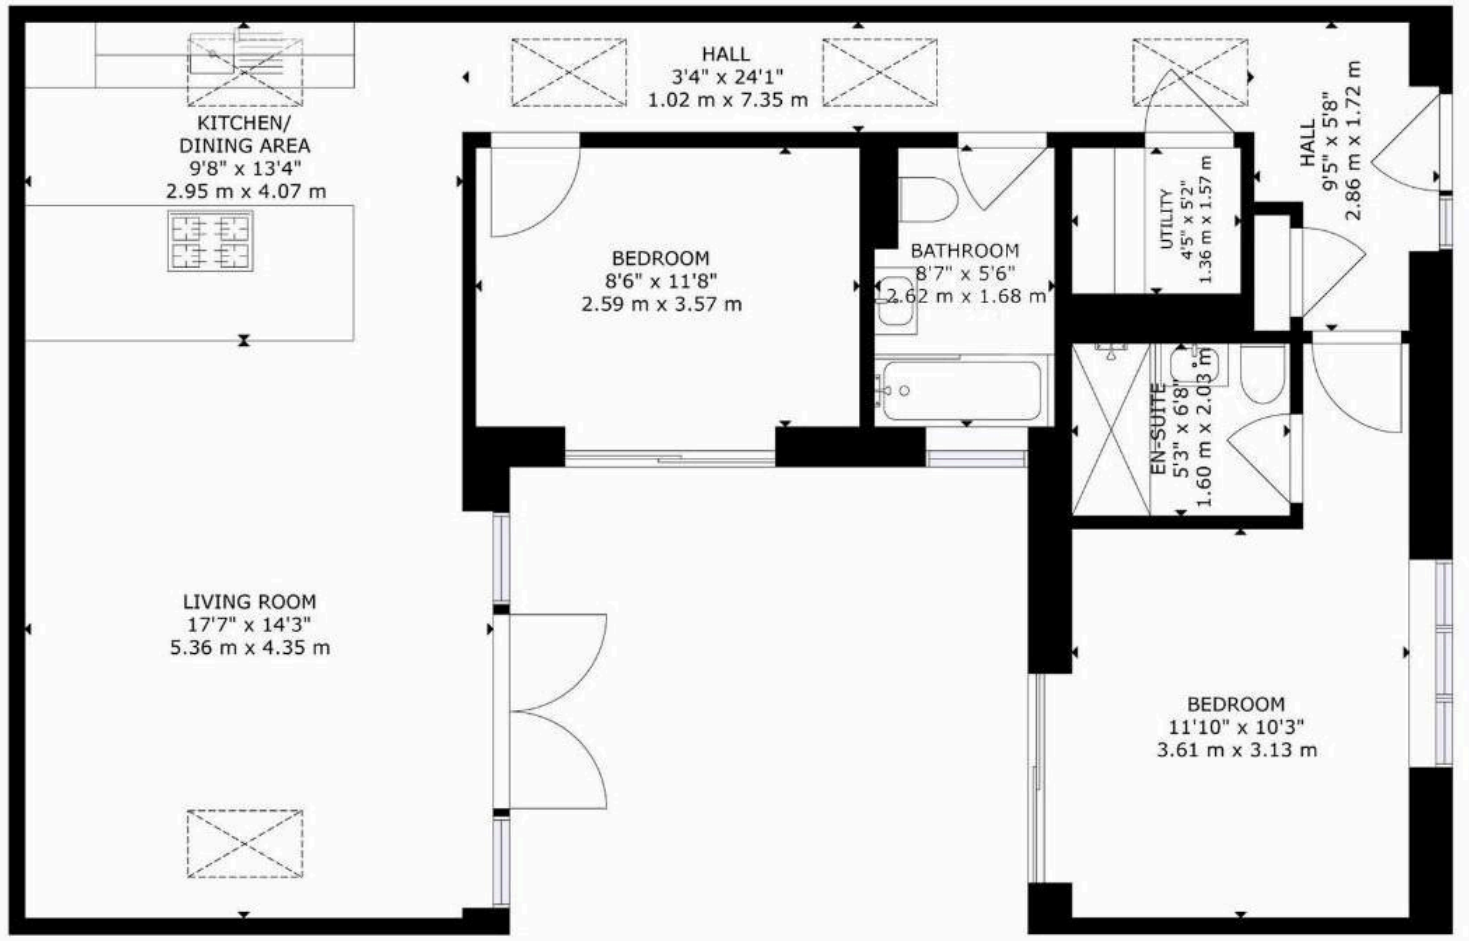 HALL
3'4" x 24'1"
1.02 m x 7.35 m
HALL
9'5" x 5'8"
2.86 m x 1.72 m
KITCHEN/
DINING AREA
9'8" x 13'4"
2.95 m x 4.07 m
BEDROOM
8'6" x 11'8"
2.59 m x 3.57 m
BATHROOM
8'7" x 5'6"
2.62 m x 1.68 m
UTILITY
4'5" x 5'2"
1.36 m x 1.57 m
EN-SUITE
5'3" x 6'8"
1.60 m x 2.03 m
LIVING ROOM
17'7" x 14'3"
5.36 m x 4.35 m
BEDROOM
11'10" x 10'3"
3.61 m x 3.13 m